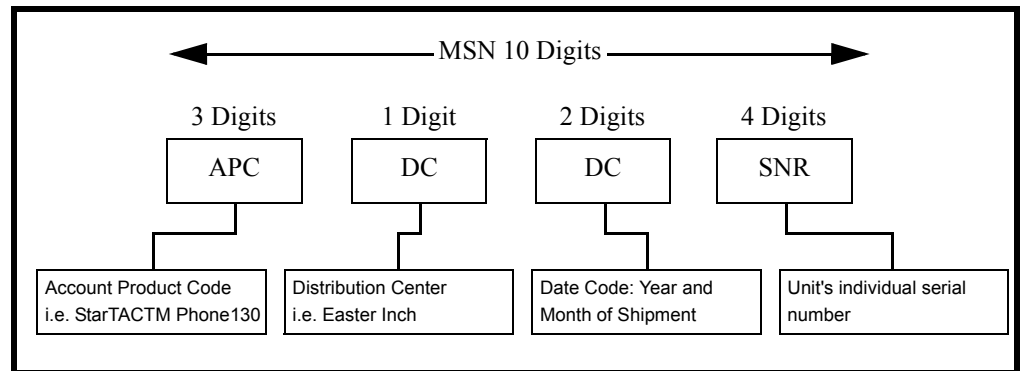 MSN 10 Digits
3 Digits
1 Digit
2 Digits
4 Digits
APC
DC
DC
SNR
Account Product Code
i.e. StarTACTM Phone130
Distribution Center
i.e. Easter Inch
Date Code: Year and
Month of Shipment
Unit's individual serial
number